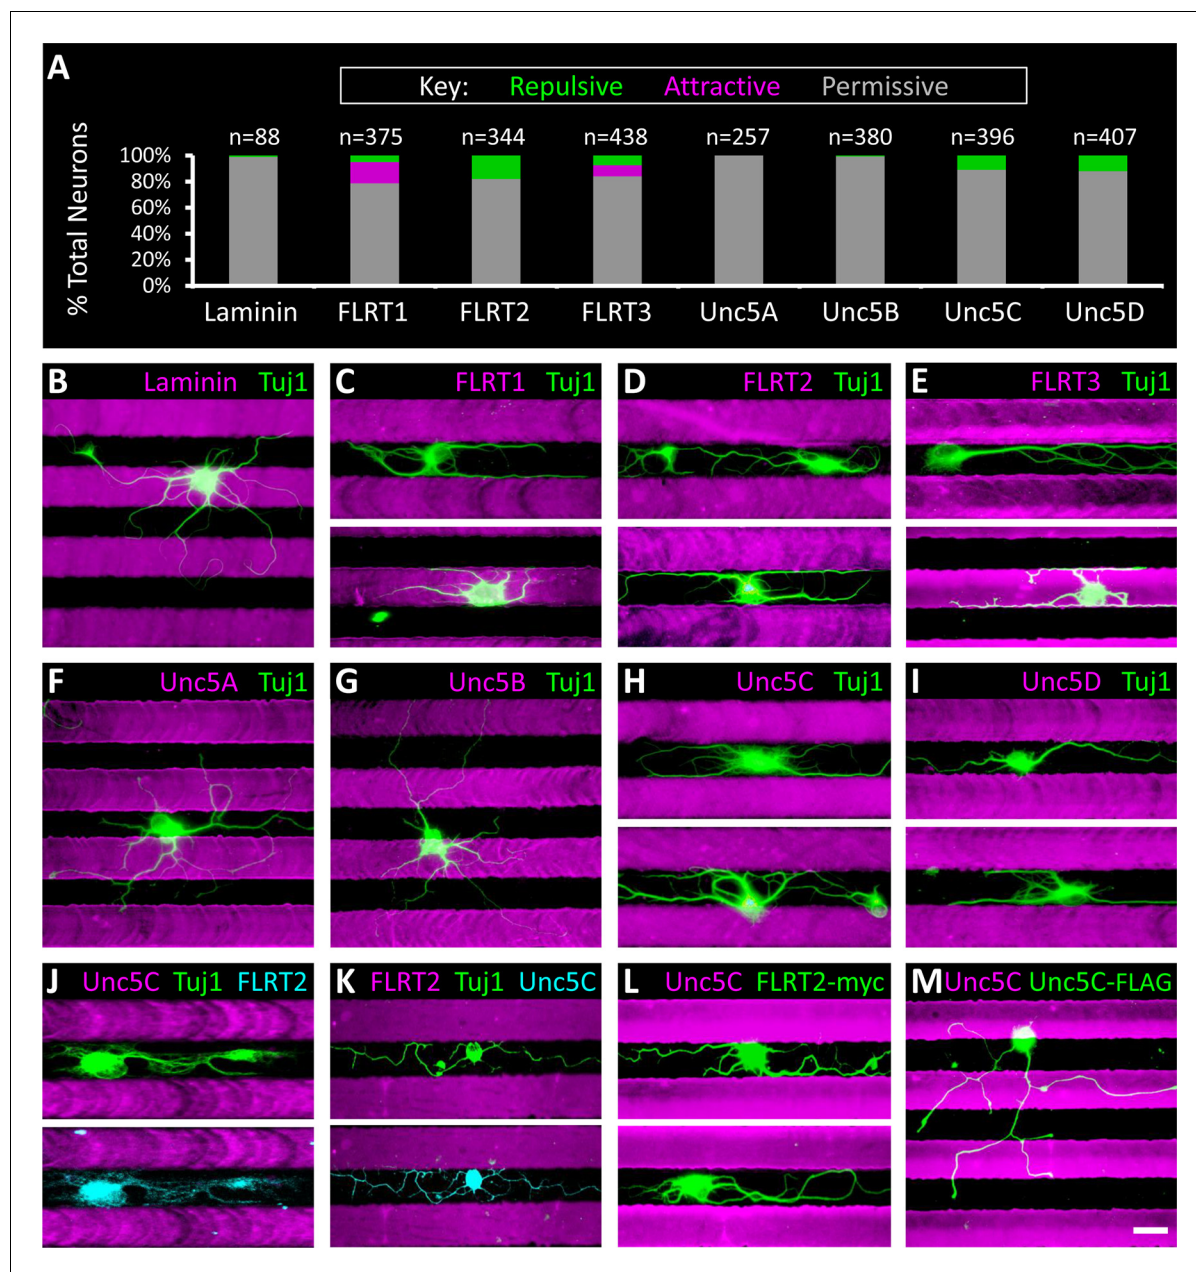 A
Key: Repulsive Attractive Permissive
% Total Neurons
n=88 n=375 n=344 n=438 n=257 n=380 n=396 n=407
100%
80%
60%
40%
20%
0%
Laminin FLRT1 FLRT2 FLRT3 Unc5A Unc5B Unc5C Unc5D
B Laminin Tuj1
C FLRT1 Tuj1
D FLRT2 Tuj1
E FLRT3 Tuj1
F Unc5A Tuj1
G Unc5B Tuj1
H Unc5C Tuj1
I Unc5D Tuj1
J Unc5C Tuj1 FLRT2
K FLRT2 Tuj1 Unc5C
L Unc5C FLRT2-myc
M Unc5C Unc5C-FLAG